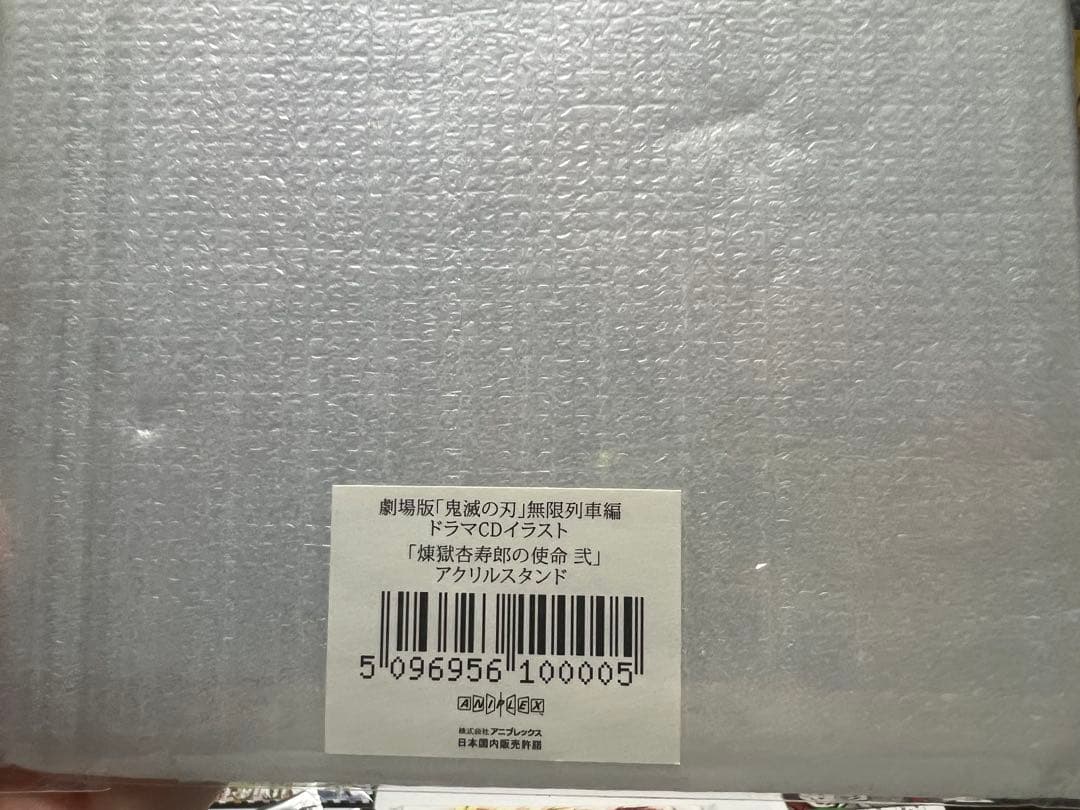 劇場版「鬼滅の刃」無限列車編
ドラマCDイラスト
「煉獄杏寿郎の使命 弐」
アクリルスタンド
5 096956 100005
ANIPLEX
株式会社アニプレックス
日本国内販売許諾